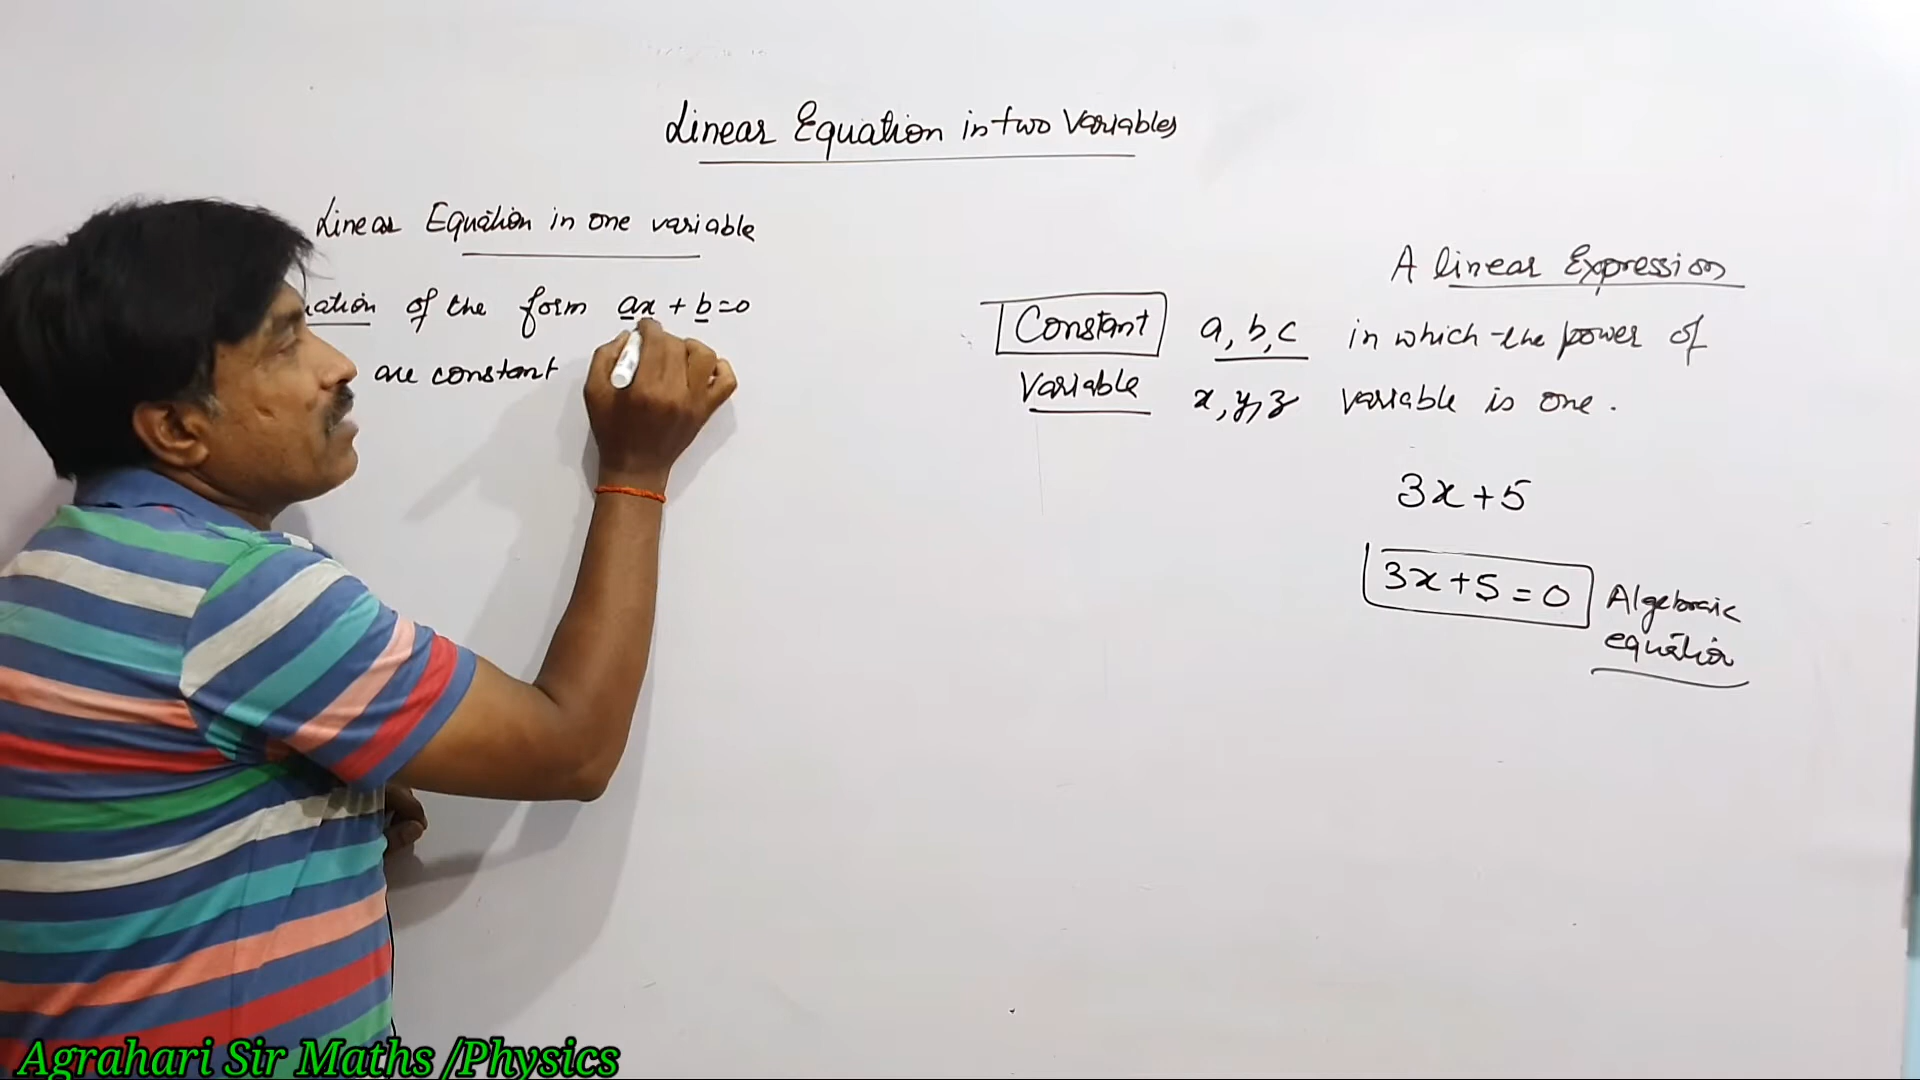 Linear Equation in two Variables
Linear Equation in one variable
of the form ax + b = 0
are constant
A linear Expression
Constant a, b, c in which the power of
Variable x, y, z variable is one.
3x + 5
3x + 5 = 0 Algebraic
equation
Agrahari Sir Maths /Physics